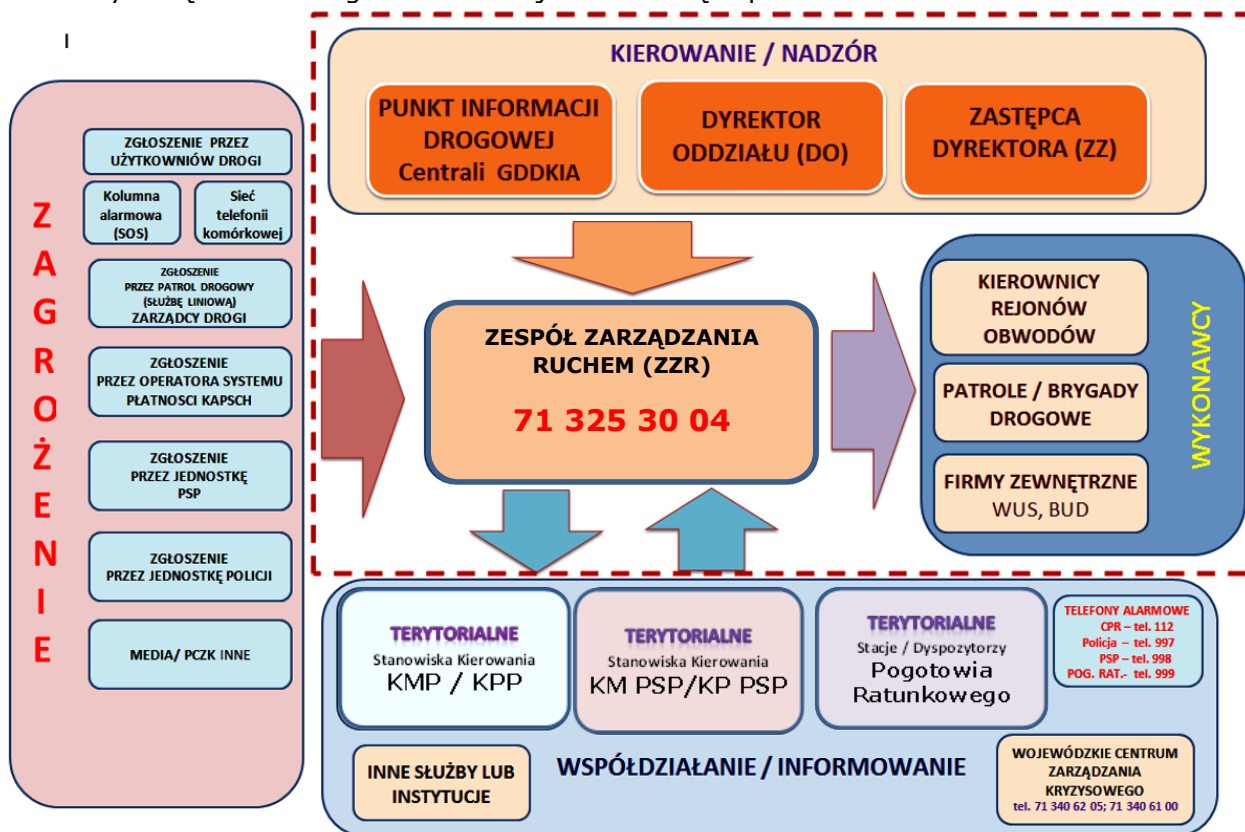 KIEROWANIE / NADZÓR
PUNKT INFORMACJI
DROGOWEJ
Centrali GDDKIA
DYREKTOR
ODDZIAŁU (DO)
ZASTĘPCA
DYREKTORA (ZZ)
ZAGROŻENIE
ZGŁOSZENIE PRZEZ
UŻYTKOWNIÓW DROGI
Kolumna
alarmowa
(SOS)
Sieć
telefonii
komórkowej
ZGŁOSZENIE
PRZEZ PATROL DROGOWY
(SŁUŻBĘ LINIOWĄ)
ZARZĄDCY DROGI
ZGŁOSZENIE
PRZEZ OPERATORA SYSTEMU
PŁATNOSCI KAPSCH
ZGŁOSZENIE
PRZEZ JEDNOSTKĘ
PSP
ZGŁOSZENIE
PRZEZ JEDNOSTKĘ POLICJI
MEDIA/ PCZK INNE
ZESPÓŁ ZARZĄDZANIA
RUCHEM (ZZR)
71 325 30 04
KIEROWNICY
REJONÓW
OBWODÓW
PATROLE / BRYGADY
DROGOWE
FIRMY ZEWNĘTRZNE
WUS, BUD
WYKONAWCY
TERYTORIALNE
Stanowiska Kierowania
KMP / KPP
TERYTORIALNE
Stanowiska Kierowania
KM PSP/KP PSP
TERYTORIALNE
Stacje / Dyspozytorzy
Pogotowia
Ratunkowego
TELEFONY ALARMOWE
CPR – tel. 112
Policja – tel. 997
PSP – tel. 998
POG. RAT.- tel. 999
INNE SŁUŻBY LUB
INSTYTUCJE
WSPÓŁDZIAŁANIE / INFORMOWANIE
WOJEWÓDZKIE CENTRUM
ZARZĄDZANIA
KRYZYSOWEGO
tel. 71 340 62 05; 71 340 61 00